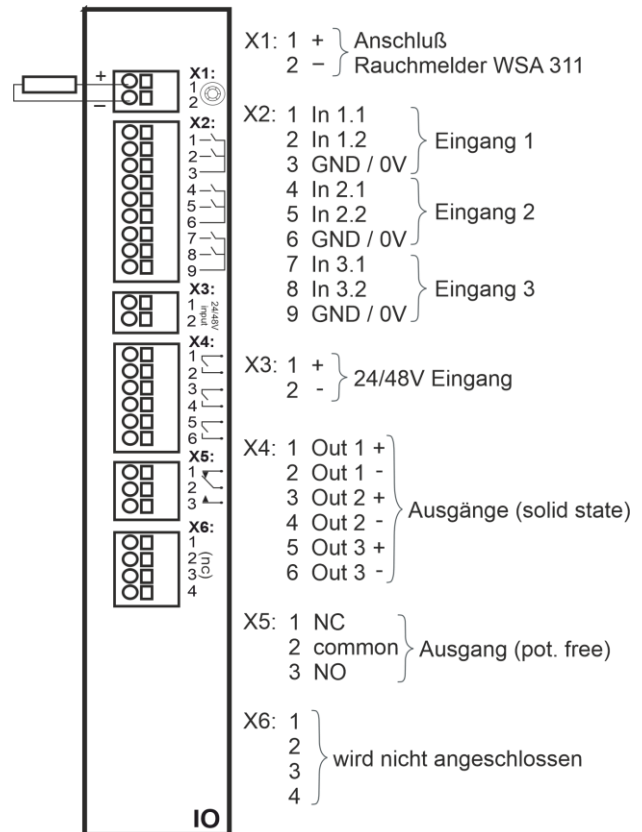 +
−
X1:
1
2
X2:
1
2
3
4
5
6
7
8
9
X3:
1
2
24/48V
input
X4:
1
2
3
4
5
6
X5:
1
2
3
X6:
1
2
3
4
(nc)
IO
X1: 1 + Anschluß
2 − Rauchmelder WSA 311
X2: 1 In 1.1
2 In 1.2 Eingang 1
3 GND / 0V
4 In 2.1
5 In 2.2 Eingang 2
6 GND / 0V
7 In 3.1
8 In 3.2 Eingang 3
9 GND / 0V
X3: 1 + 24/48V Eingang
2 -
X4: 1 Out 1 +
2 Out 1 -
3 Out 2 + Ausgänge (solid state)
4 Out 2 -
5 Out 3 +
6 Out 3 -
X5: 1 NC
2 common Ausgang (pot. free)
3 NO
X6: 1
2
wird nicht angeschlossen
3
4